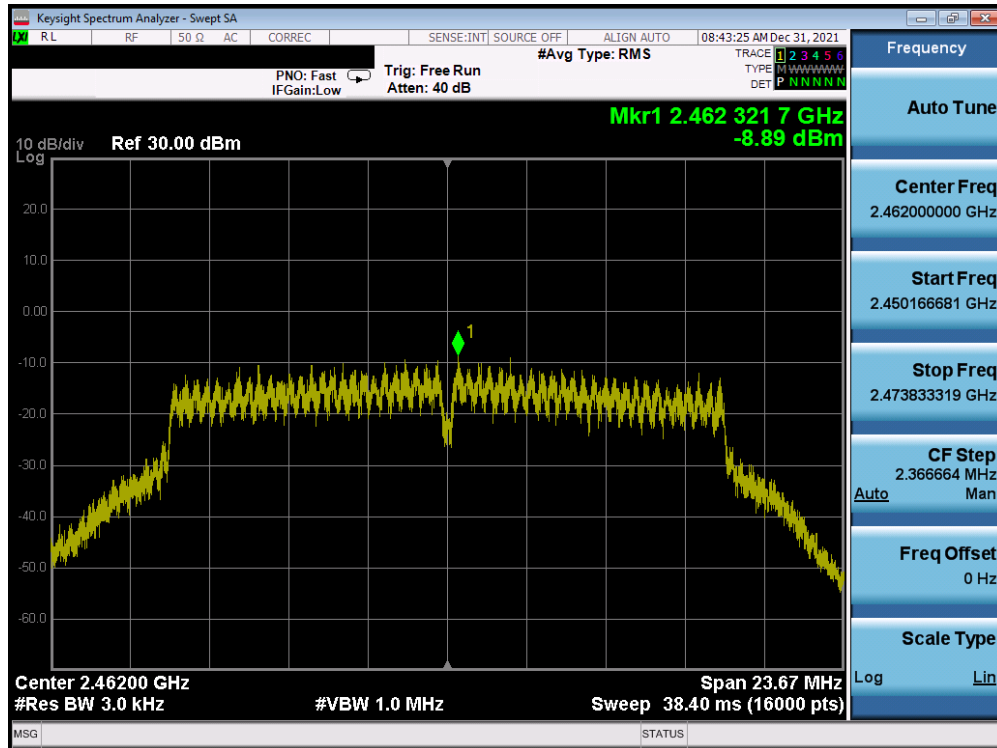 Keysight Spectrum Analyzer - Swept SA
LXI RL RF 50 Ω AC CORREC SENSE:INT SOURCE OFF ALIGN AUTO 08:43:25 AM Dec 31, 2021
#Avg Type: RMS
TRACE 1 2 3 4 5 6
TYPE M WWWWW
DET P N N N N N
PNO: Fast
IFGain:Low
Trig: Free Run
Atten: 40 dB
Mkr1 2.462 321 7 GHz
-8.89 dBm
10 dB/div Ref 30.00 dBm
Log
20.0
10.0
0.00
-10.0
-20.0
-30.0
-40.0
-50.0
-60.0
1
Center 2.46200 GHz
Span 23.67 MHz
#Res BW 3.0 kHz
#VBW 1.0 MHz
Sweep 38.40 ms (16000 pts)
MSG
STATUS
Frequency
Auto Tune
Center Freq
2.462000000 GHz
Start Freq
2.450166681 GHz
Stop Freq
2.473833319 GHz
CF Step
2.366664 MHz
Auto Man
Freq Offset
0 Hz
Scale Type
Log Lin